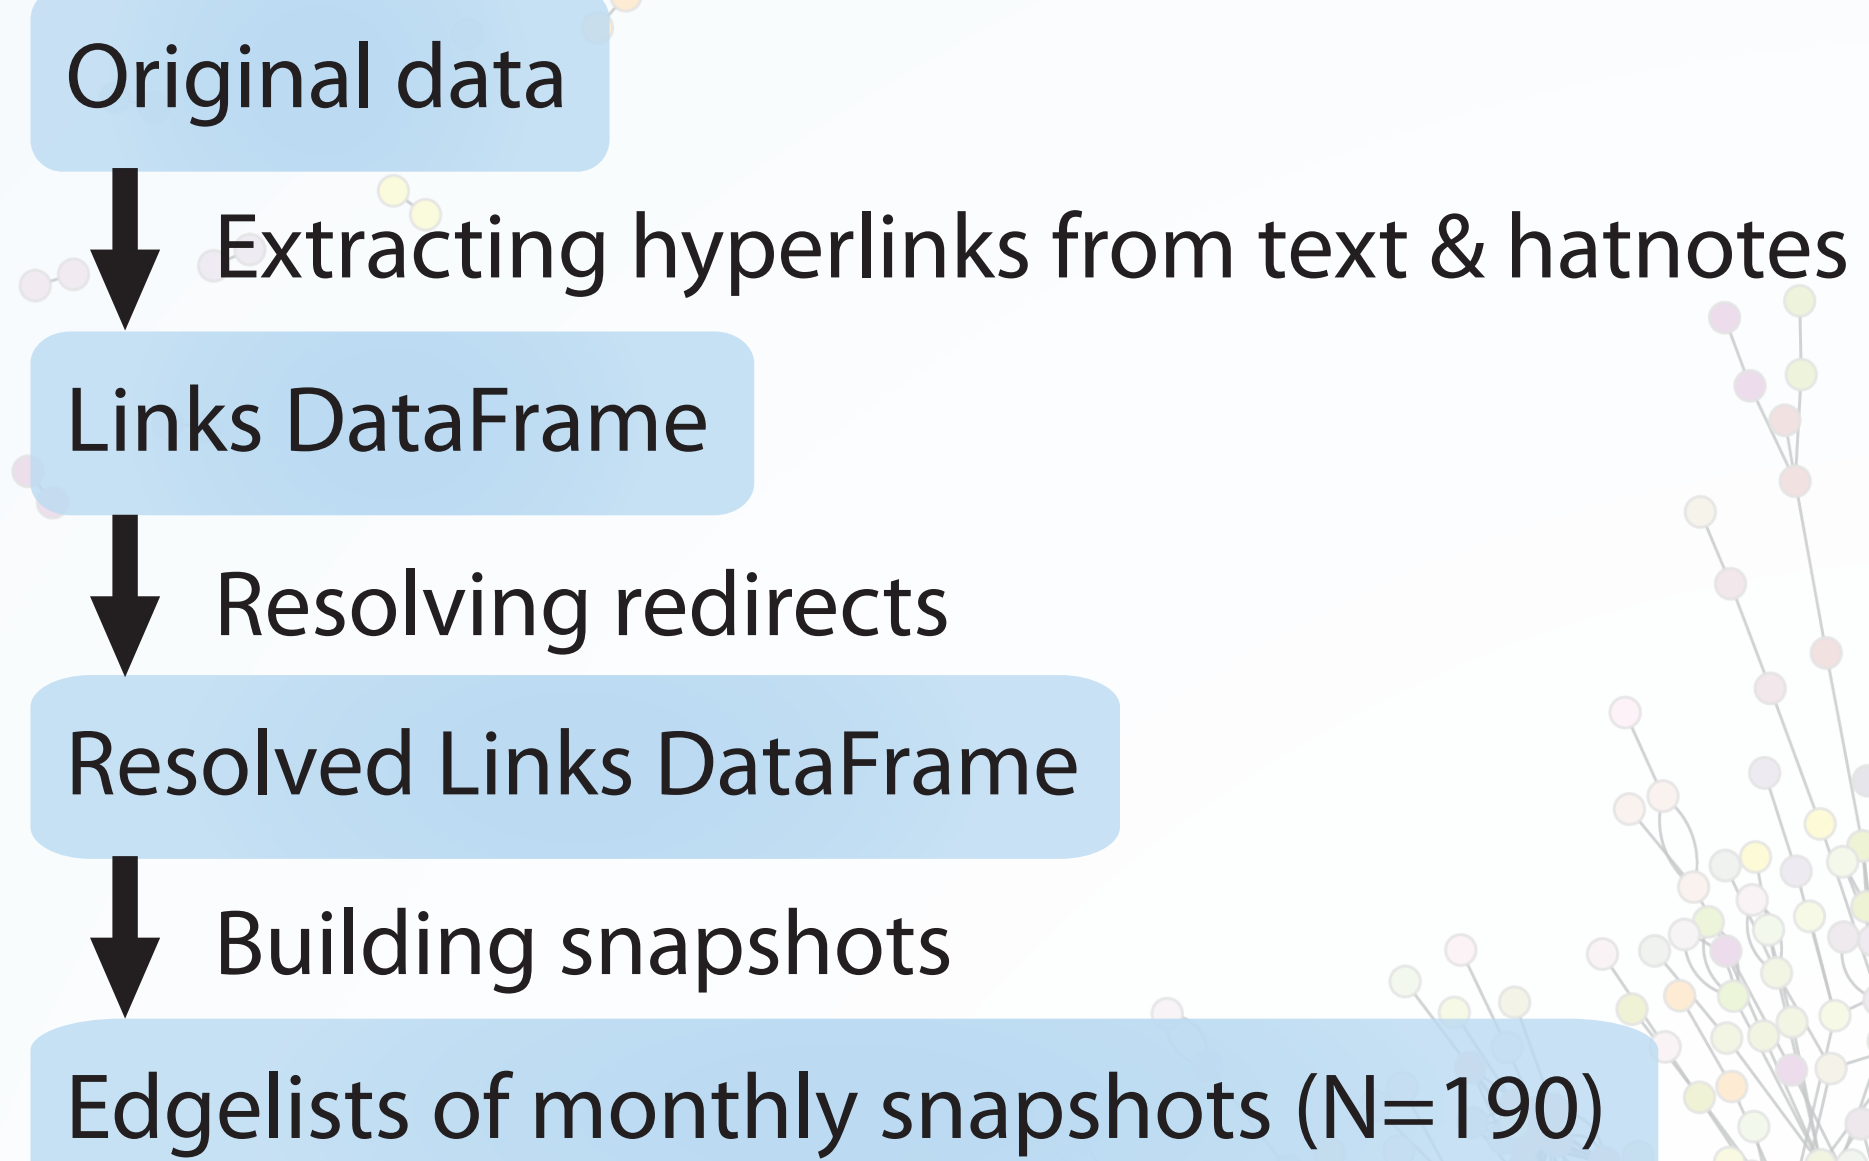 Original data
Extracting hyperlinks from text & hatnotes
Links DataFrame
Resolving redirects
Resolved Links DataFrame
Building snapshots
Edgelists of monthly snapshots (N=190)